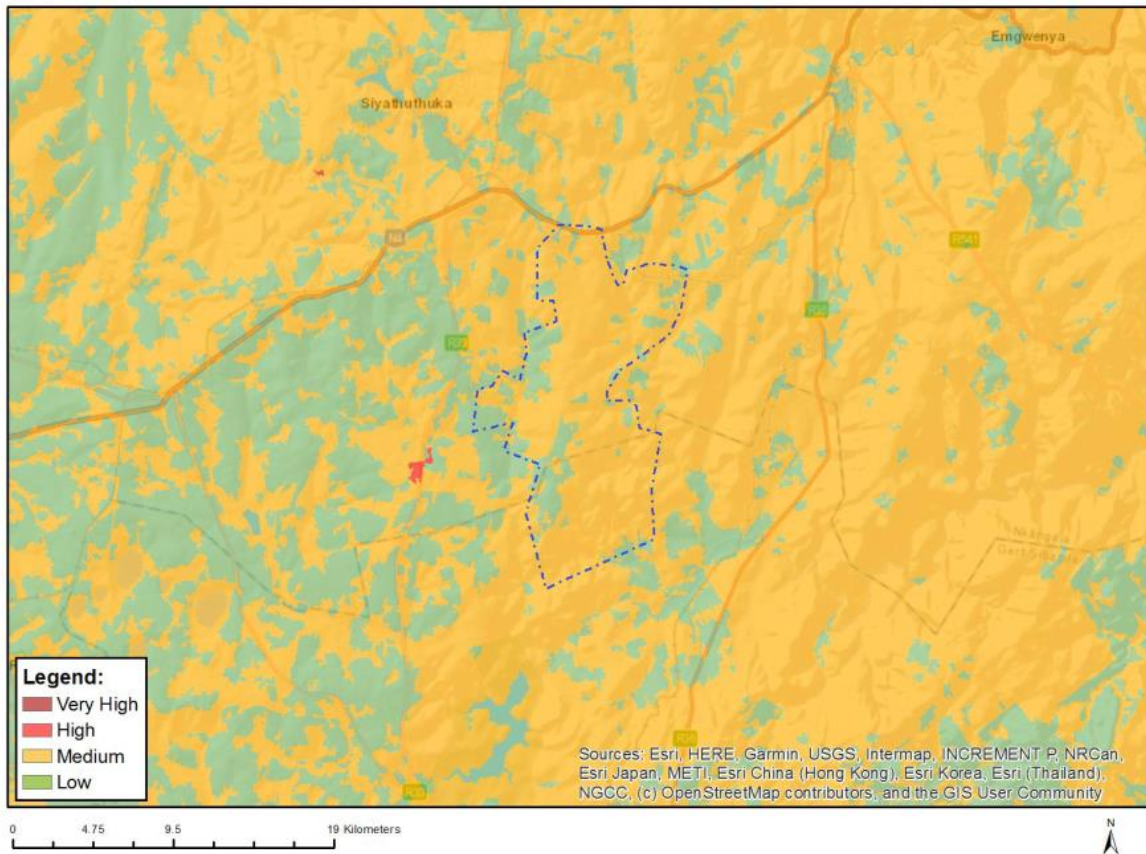 Emgwenya
Siyathuthuka
N4
R541
R33
R36
Nkangala
Gert Sibande
Legend:
Very High
High
Medium
Low
Sources: Esri, HERE, Garmin, USGS, Intermap, INCREMENT P, NRCan,
Esri Japan, METI, Esri China (Hong Kong), Esri Korea, Esri (Thailand),
NGCC, (c) OpenStreetMap contributors, and the GIS User Community
0 4.75 9.5 19 Kilometers
N